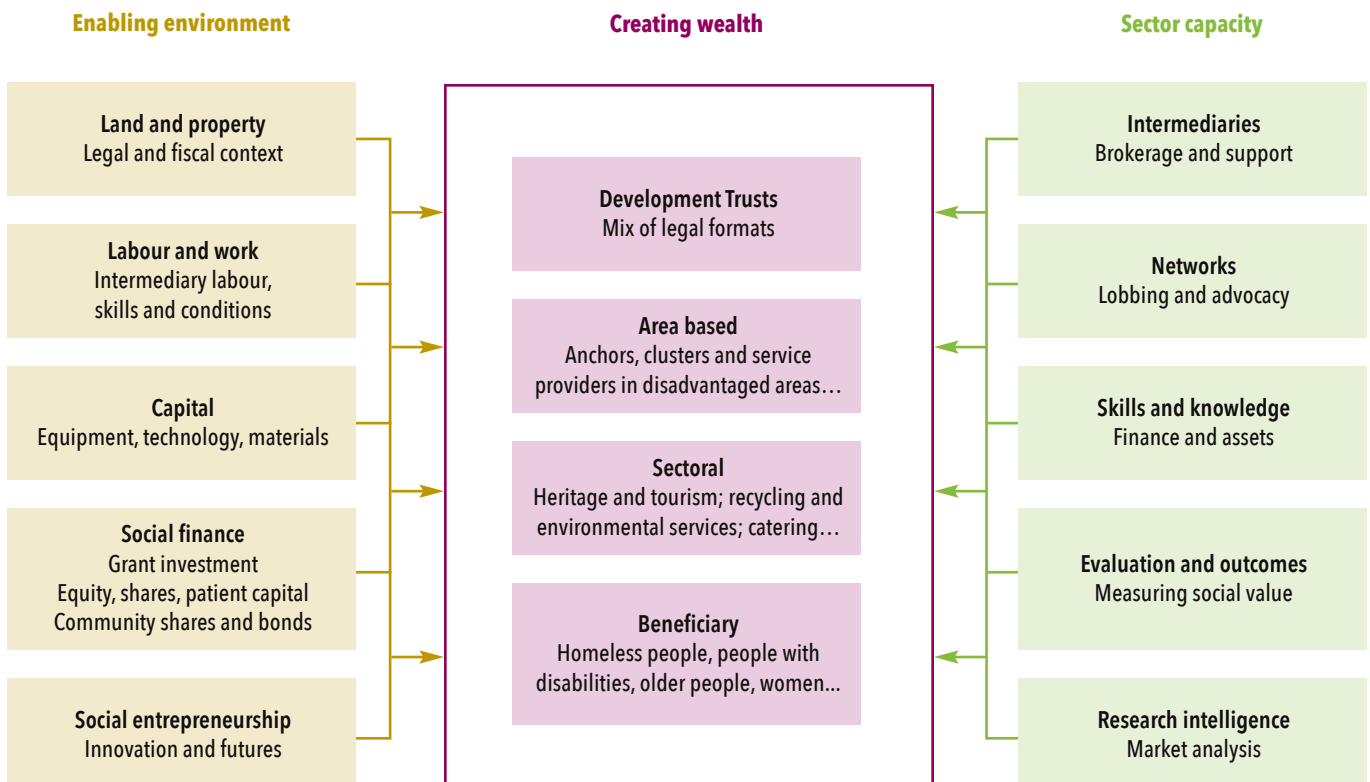 Enabling environment
Land and property
Legal and fiscal context
Labour and work
Intermediary labour,
skills and conditions
Capital
Equipment, technology, materials
Social finance
Grant investment
Equity, shares, patient capital
Community shares and bonds
Social entrepreneurship
Innovation and futures
Creating wealth
Development Trusts
Mix of legal formats
Area based
Anchors, clusters and service
providers in disadvantaged areas…
Sectoral
Heritage and tourism; recycling and
environmental services; catering…
Beneficiary
Homeless people, people with
disabilities, older people, women...
Sector capacity
Intermediaries
Brokerage and support
Networks
Lobbing and advocacy
Skills and knowledge
Finance and assets
Evaluation and outcomes
Measuring social value
Research intelligence
Market analysis